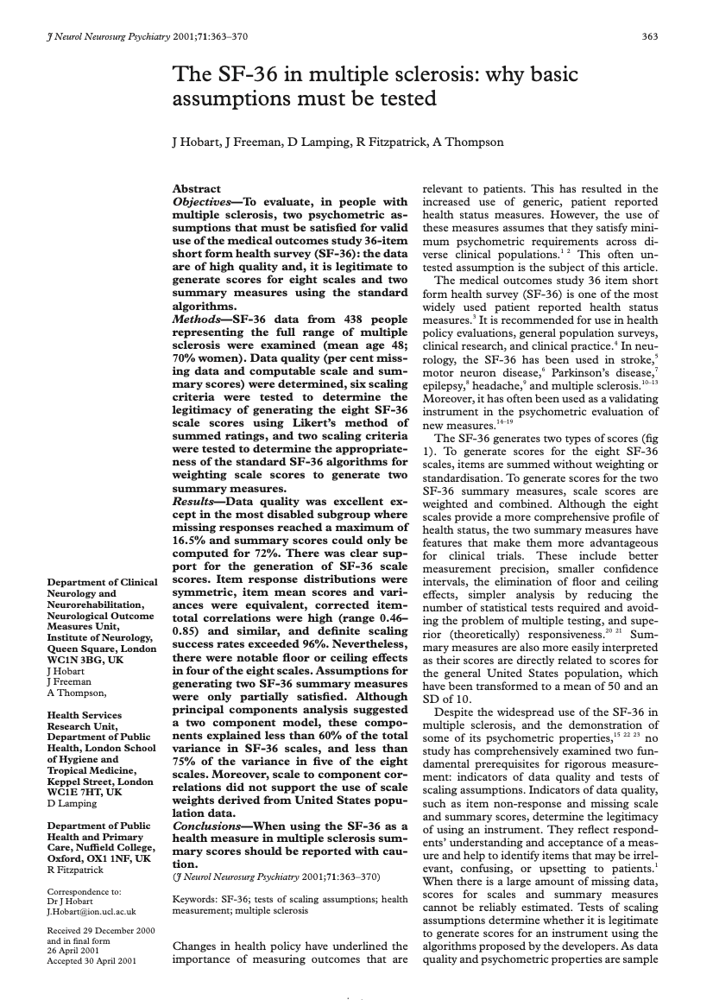 J Neurol Neurosurg Psychiatry 2001;71:363–370
363
The SF-36 in multiple sclerosis: why basic
assumptions must be tested
J Hobart, J Freeman, D Lamping, R Fitzpatrick, A Thompson
Abstract
Objectives—To evaluate, in people with
multiple sclerosis, two psychometric as-
sumptions that must be satisfied for valid
use of the medical outcomes study 36-item
short form health survey (SF-36): the data
are of high quality and, it is legitimate to
generate scores for eight scales and two
summary measures using the standard
algorithms.
Methods—SF-36 data from 438 people
representing the full range of multiple
sclerosis were examined (mean age 48;
70% women). Data quality (per cent miss-
ing data and computable scale and sum-
mary scores) were determined, six scaling
criteria were tested to determine the
legitimacy of generating the eight SF-36
scale scores using Likert's method of
summed ratings, and two scaling criteria
were tested to determine the appropriate-
ness of the standard SF-36 algorithms for
weighting scale scores to generate two
summary measures.
Results—Data quality was excellent ex-
cept in the most disabled subgroup where
missing responses reached a maximum of
16.5% and summary scores could only be
computed for 72%. There was clear sup-
port for the generation of SF-36 scale
scores. Item response distributions were
symmetric, item mean scores and vari-
ances were equivalent, corrected item-
total correlations were high (range 0.46–
0.85) and similar, and definite scaling
success rates exceeded 96%. Nevertheless,
there were notable floor or ceiling effects
in four of the eight scales. Assumptions for
generating two SF-36 summary measures
were only partially satisfied. Although
principal components analysis suggested
a two component model, these compo-
nents explained less than 60% of the total
variance in SF-36 scales, and less than
75% of the variance in five of the eight
scales. Moreover, scale to component cor-
relations did not support the use of scale
weights derived from United States popu-
lation data.
Conclusions—When using the SF-36 as a
health measure in multiple sclerosis sum-
mary scores should be reported with cau-
tion.
(J Neurol Neurosurg Psychiatry 2001;71:363–370)
Keywords: SF-36; tests of scaling assumptions; health
measurement; multiple sclerosis
Changes in health policy have underlined the
importance of measuring outcomes that are
relevant to patients. This has resulted in the
increased use of generic, patient reported
health status measures. However, the use of
these measures assumes that they satisfy mini-
mum psychometric requirements across di-
verse clinical populations.1 2 This often un-
tested assumption is the subject of this article.
The medical outcomes study 36 item short
form health survey (SF-36) is one of the most
widely used patient reported health status
measures.3 It is recommended for use in health
policy evaluations, general population surveys,
clinical research, and clinical practice.4 In neu-
rology, the SF-36 has been used in stroke,5
motor neuron disease,6 Parkinson's disease,7
epilepsy,8 headache,9 and multiple sclerosis.10–13
Moreover, it has often been used as a validating
instrument in the psychometric evaluation of
new measures.14–19
The SF-36 generates two types of scores (fig
1). To generate scores for the eight SF-36
scales, items are summed without weighting or
standardisation. To generate scores for the two
SF-36 summary measures, scale scores are
weighted and combined. Although the eight
scales provide a more comprehensive profile of
health status, the two summary measures have
features that make them more advantageous
for clinical trials. These include better
measurement precision, smaller confidence
intervals, the elimination of floor and ceiling
effects, simpler analysis by reducing the
number of statistical tests required and avoid-
ing the problem of multiple testing, and supe-
rior (theoretically) responsiveness.20 21 Sum-
mary measures are also more easily interpreted
as their scores are directly related to scores for
the general United States population, which
have been transformed to a mean of 50 and an
SD of 10.
Despite the widespread use of the SF-36 in
multiple sclerosis, and the demonstration of
some of its psychometric properties,15 22 23 no
study has comprehensively examined two fun-
damental prerequisites for rigorous measure-
ment: indicators of data quality and tests of
scaling assumptions. Indicators of data quality,
such as item non-response and missing scale
and summary scores, determine the legitimacy
of using an instrument. They reflect respond-
ents' understanding and acceptance of a meas-
ure and help to identify items that may be irrel-
evant, confusing, or upsetting to patients.1
When there is a large amount of missing data,
scores for scales and summary measures
cannot be reliably estimated. Tests of scaling
assumptions determine whether it is legitimate
to generate scores for an instrument using the
algorithms proposed by the developers. As data
quality and psychometric properties are sample
Department of Clinical
Neurology and
Neurorehabilitation,
Neurological Outcome
Measures Unit,
Institute of Neurology,
Queen Square, London
WC1N 3BG, UK
J Hobart
J Freeman
A Thompson,
Health Services
Research Unit,
Department of Public
Health, London School
of Hygiene and
Tropical Medicine,
Keppel Street, London
WC1E 7HT, UK
D Lamping
Department of Public
Health and Primary
Care, Nuffield College,
Oxford, OX1 1NF, UK
R Fitzpatrick
Correspondence to:
Dr J Hobart
J.Hobart@ion.ucl.ac.uk
Received 29 December 2000
and in final form
26 April 2001
Accepted 30 April 2001